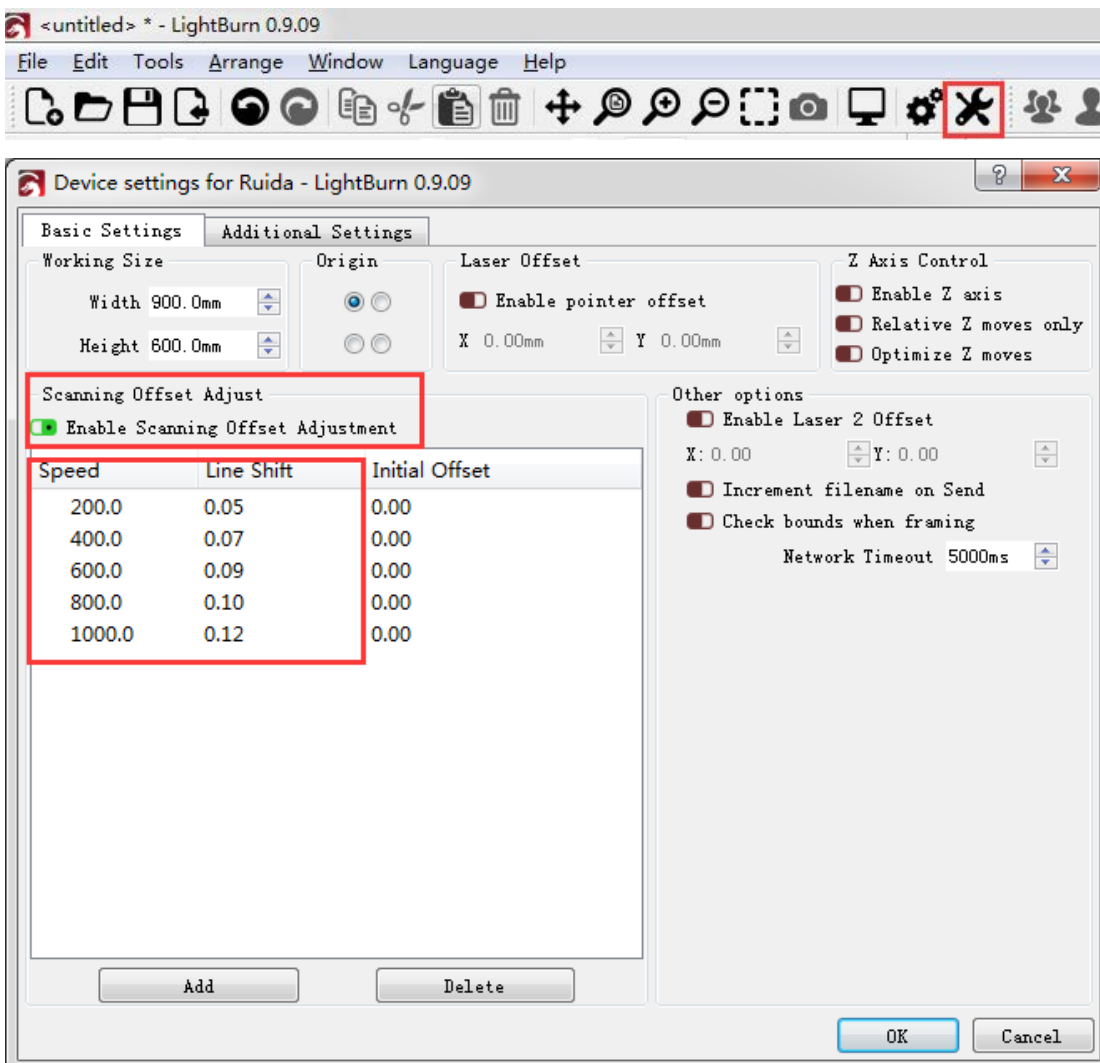 <untitled> * - LightBurn 0.9.09
File Edit Tools Arrange Window Language Help
Device settings for Ruida - LightBurn 0.9.09
Basic Settings Additional Settings
Working Size Origin Laser Offset Z Axis Control
Width 900.0mm Enable pointer offset Enable Z axis
Relative Z moves only
Height 600.0mm X 0.00mm Y 0.00mm Optimize Z moves
Scanning Offset Adjust Other options
Enable Scanning Offset Adjustment Enable Laser 2 Offset
Speed Line Shift Initial Offset X: 0.00 Y: 0.00
200.0 0.05 0.00 Increment filename on Send
400.0 0.07 0.00 Check bounds when framing
600.0 0.09 0.00 Network Timeout 5000ms
800.0 0.10 0.00
1000.0 0.12 0.00
Add Delete
OK Cancel